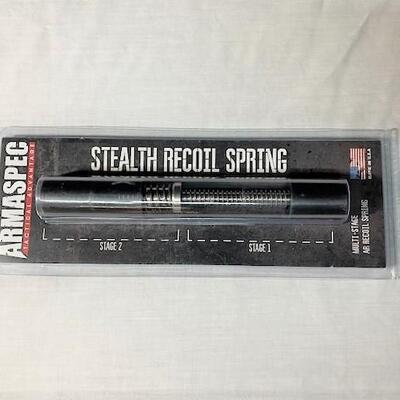 ARMASPEC
TACTICAL ADVANTAGE
STEALTH RECOIL SPRING
MADE IN U.S.A
STAGE 2
STAGE 1
MULTI-STAGE
AR RECOIL SPRING